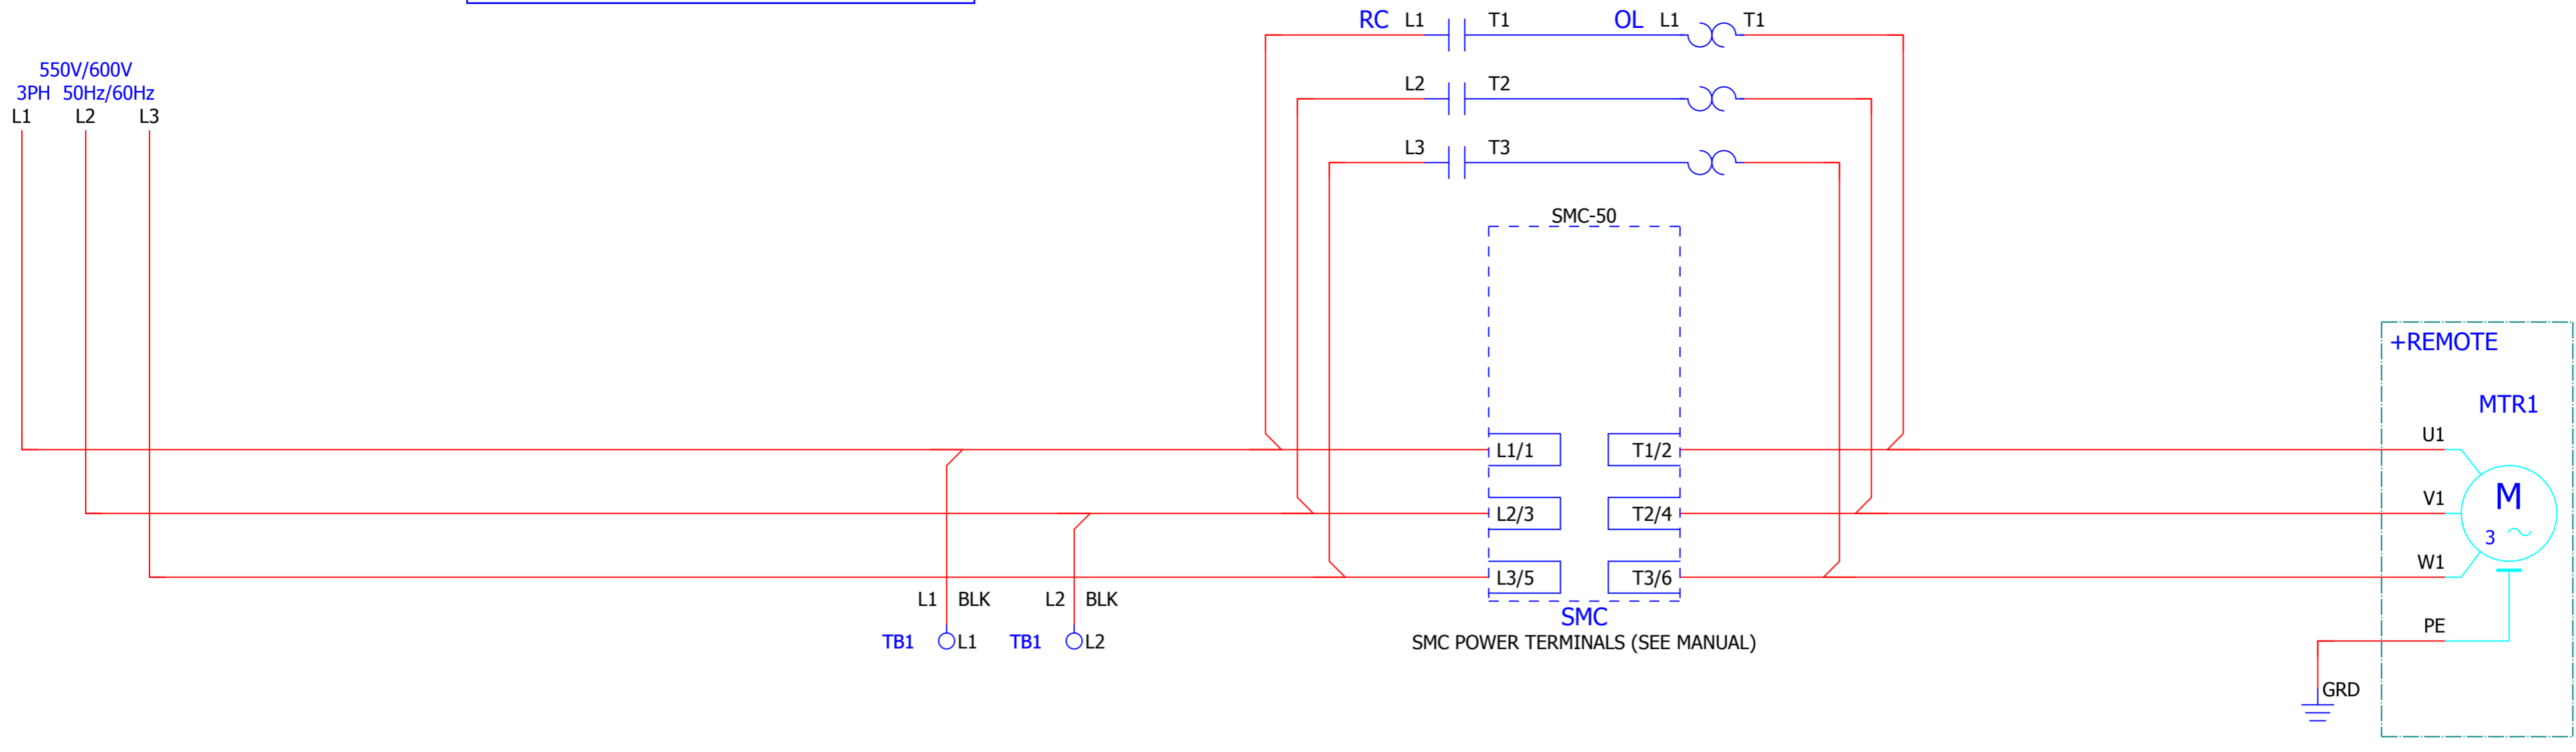 RC L1 T1 OL L1 T1
550V/600V
3PH 50Hz/60Hz
L1 L2 L3
L2 T2
L3 T3
SMC-50
+REMOTE
MTR1
U1
L1/1 T1/2
V1
M
3
L2/3 T2/4
W1
L3/5 T3/6
L1 BLK L2 BLK
SMC
PE
TB1 L1 TB1 L2
SMC POWER TERMINALS (SEE MANUAL)
GRD